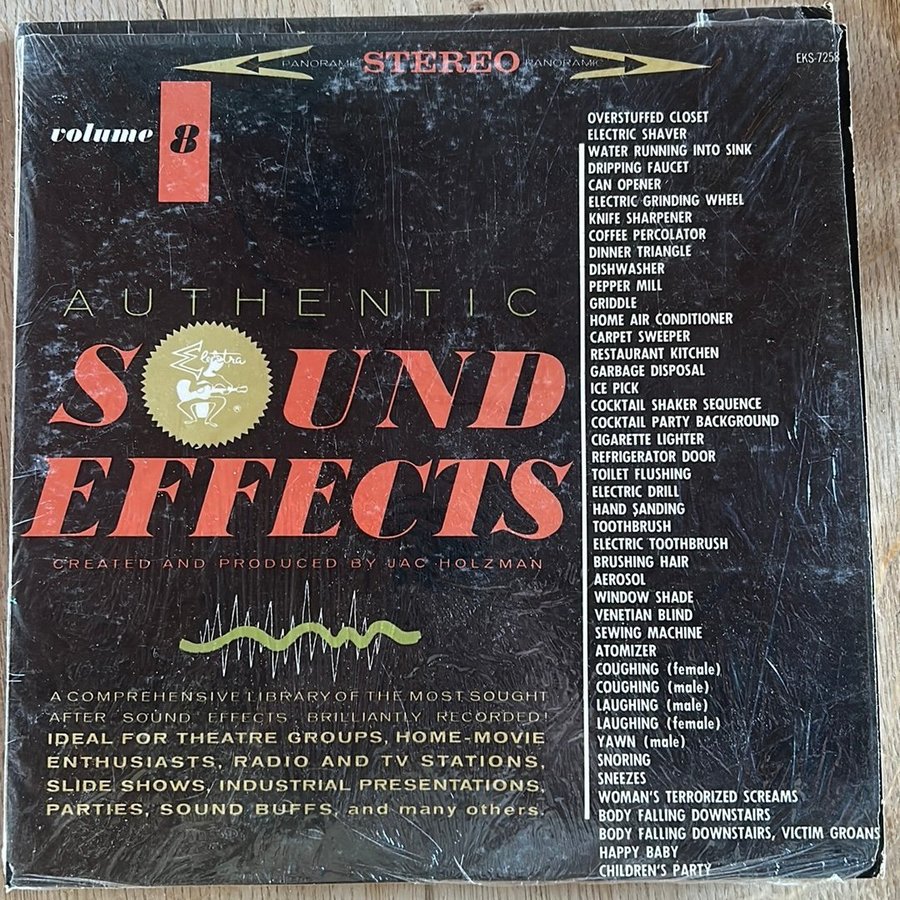 PANORAMIC STEREO PANORAMIC
EKS-7258
volume 8
AUTHENTIC
SOUND
Elektra
EFFECTS
CREATED AND PRODUCED BY JAC HOLZMAN
A COMPREHENSIVE LIBRARY OF THE MOST SOUGHT
AFTER SOUND EFFECTS, BRILLIANTLY RECORDED!
IDEAL FOR THEATRE GROUPS, HOME-MOVIE
ENTHUSIASTS, RADIO AND TV STATIONS,
SLIDE SHOWS, INDUSTRIAL PRESENTATIONS,
PARTIES, SOUND BUFFS, and many others.
OVERSTUFFED CLOSET
ELECTRIC SHAVER
WATER RUNNING INTO SINK
DRIPPING FAUCET
CAN OPENER
ELECTRIC GRINDING WHEEL
KNIFE SHARPENER
COFFEE PERCOLATOR
DINNER TRIANGLE
DISHWASHER
PEPPER MILL
GRIDDLE
HOME AIR CONDITIONER
CARPET SWEEPER
RESTAURANT KITCHEN
GARBAGE DISPOSAL
ICE PICK
COCKTAIL SHAKER SEQUENCE
COCKTAIL PARTY BACKGROUND
CIGARETTE LIGHTER
REFRIGERATOR DOOR
TOILET FLUSHING
ELECTRIC DRILL
HAND SANDING
TOOTHBRUSH
ELECTRIC TOOTHBRUSH
BRUSHING HAIR
AEROSOL
WINDOW SHADE
VENETIAN BLIND
SEWING MACHINE
ATOMIZER
COUGHING (female)
COUGHING (male)
LAUGHING (male)
LAUGHING (female)
YAWN (male)
SNORING
SNEEZES
WOMAN'S TERRORIZED SCREAMS
BODY FALLING DOWNSTAIRS
BODY FALLING DOWNSTAIRS, VICTIM GROANS
HAPPY BABY
CHILDREN'S PARTY